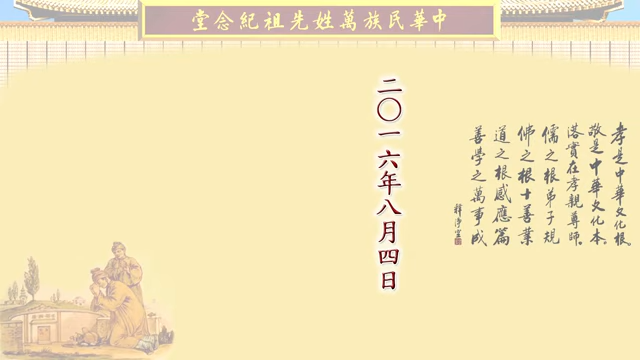 中華民族萬姓先祖紀念堂
孝是中華文化根
敬是中華文化本
落實在孝親尊師
儒之根弟子規
佛之根十善業
道之根感應篇
善學之萬事成
釋淨空
二〇一六年八月四日